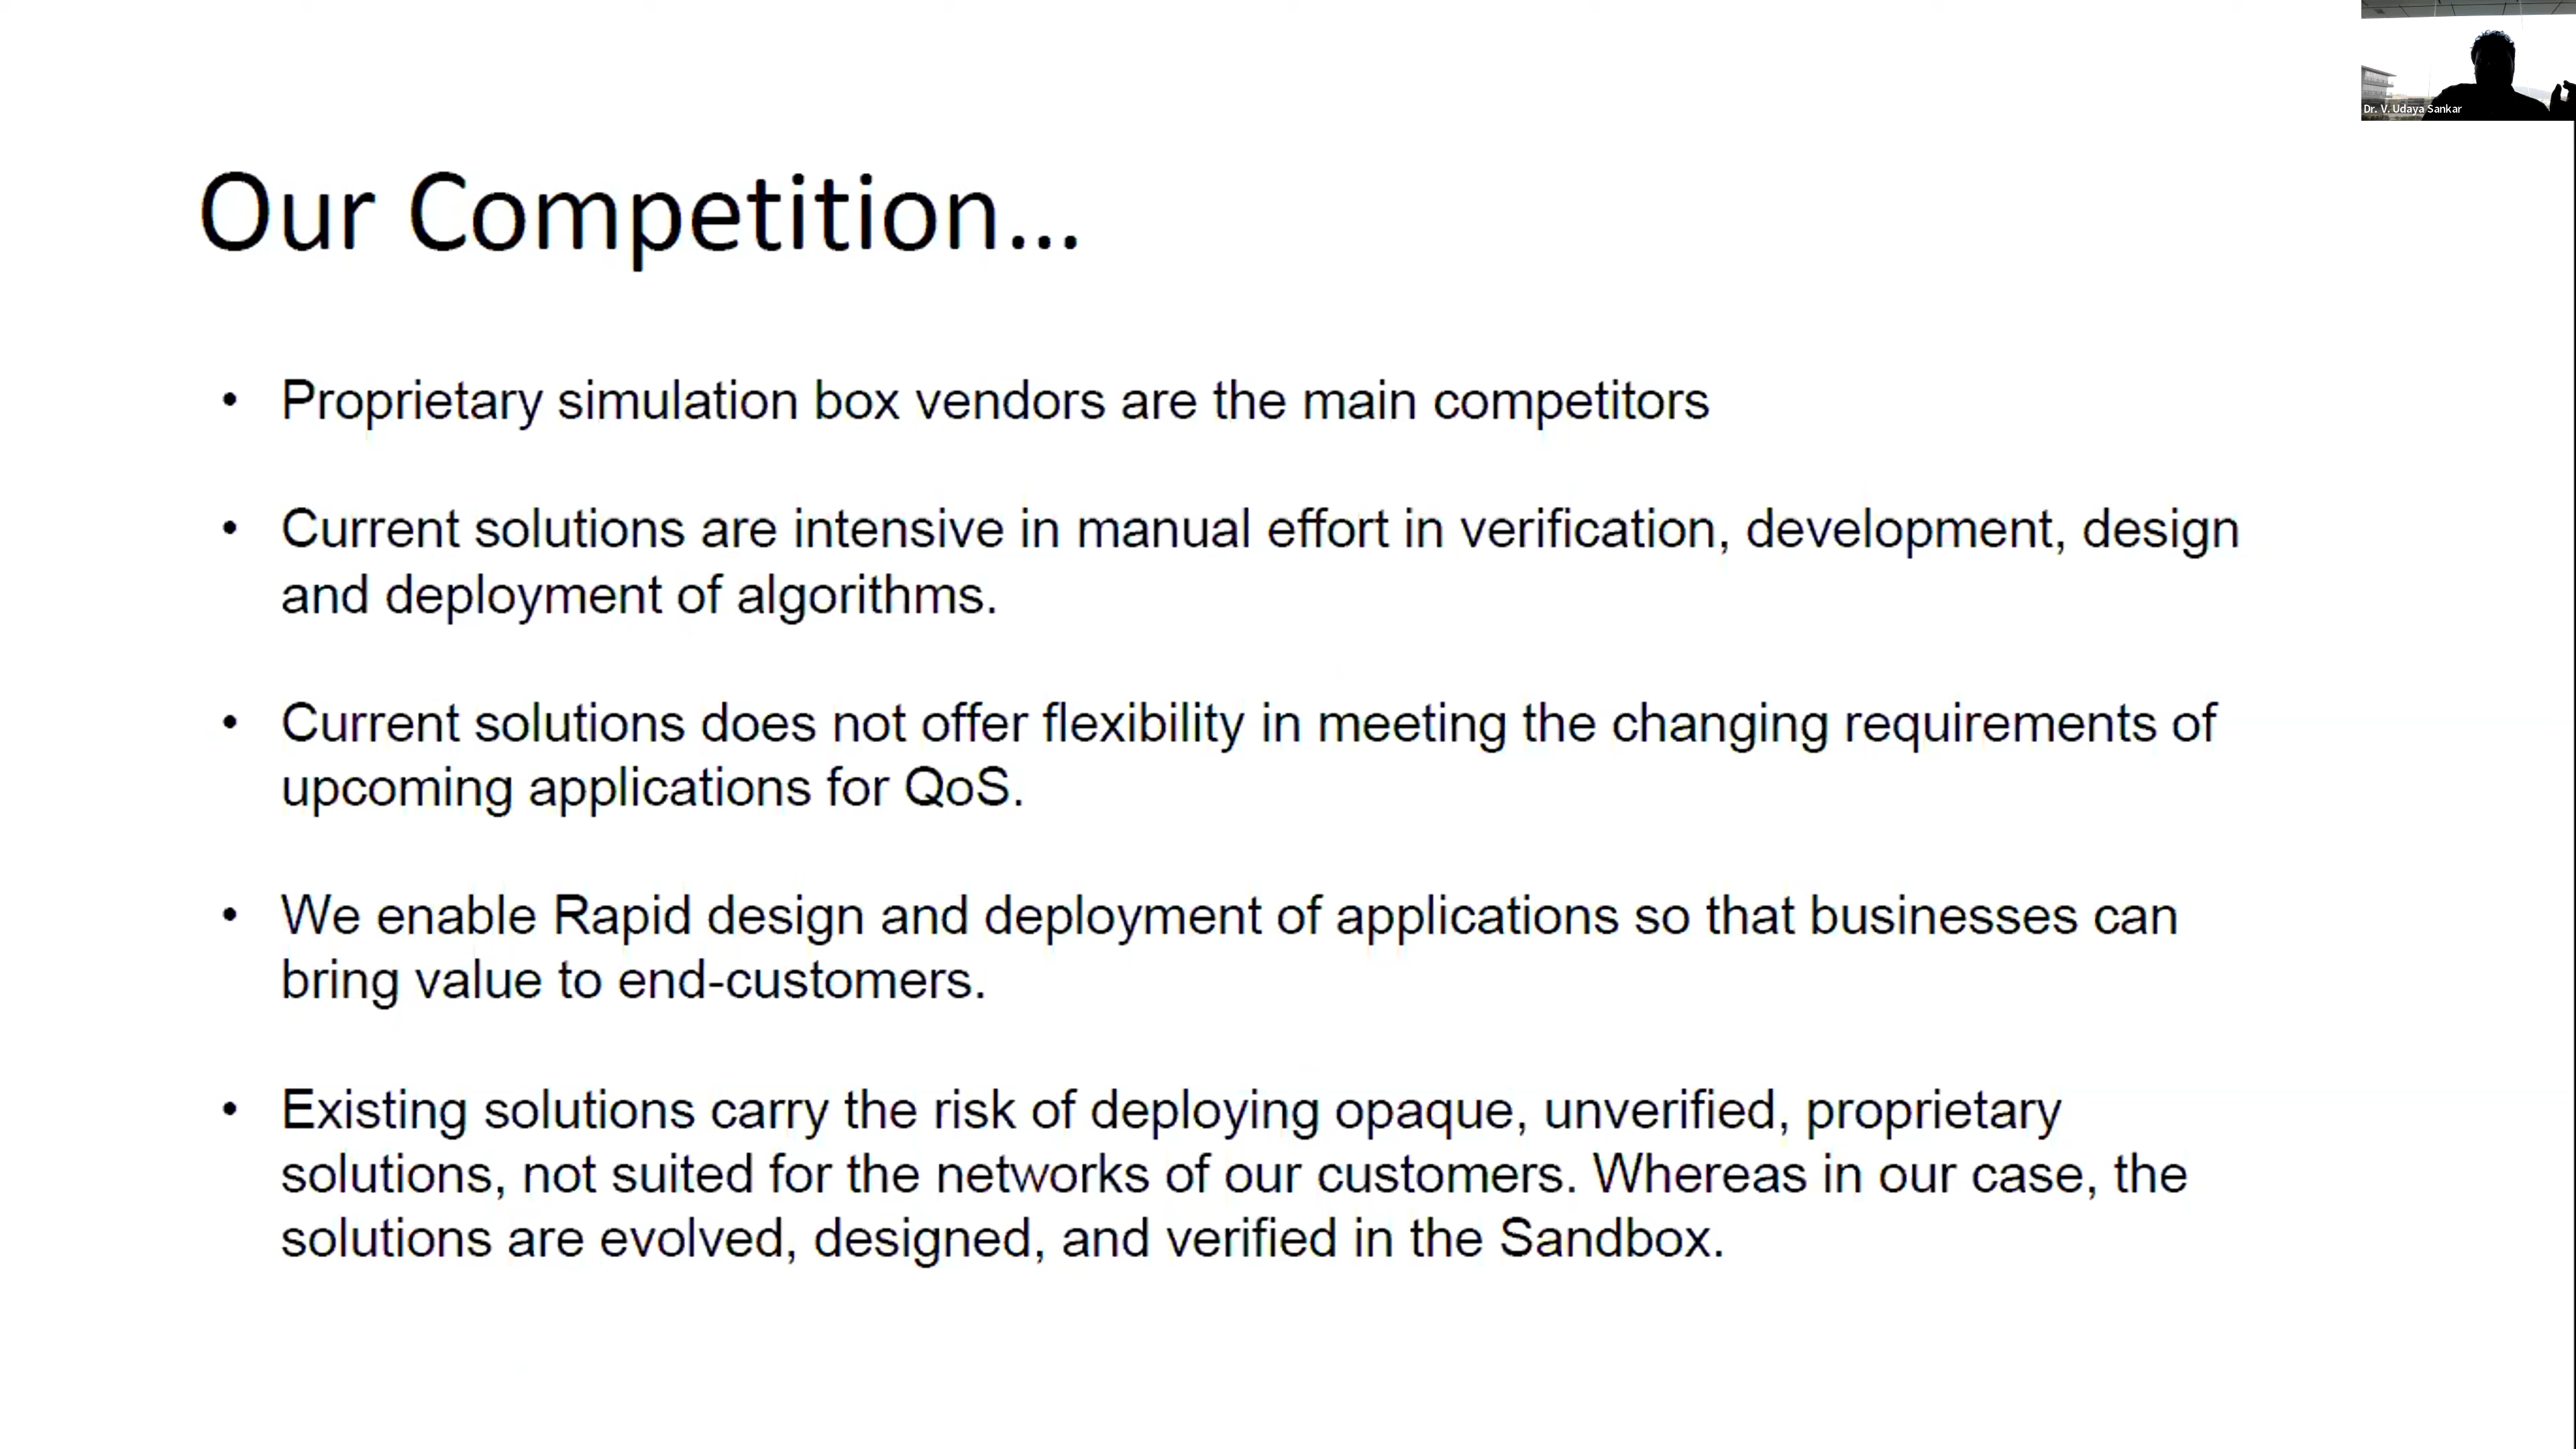 Dr. V. Udaya Sankar
Our Competition...
• Proprietary simulation box vendors are the main competitors
• Current solutions are intensive in manual effort in verification, development, design
and deployment of algorithms.
• Current solutions does not offer flexibility in meeting the changing requirements of
upcoming applications for QoS.
• We enable Rapid design and deployment of applications so that businesses can
bring value to end-customers.
• Existing solutions carry the risk of deploying opaque, unverified, proprietary
solutions, not suited for the networks of our customers. Whereas in our case, the
solutions are evolved, designed, and verified in the Sandbox.